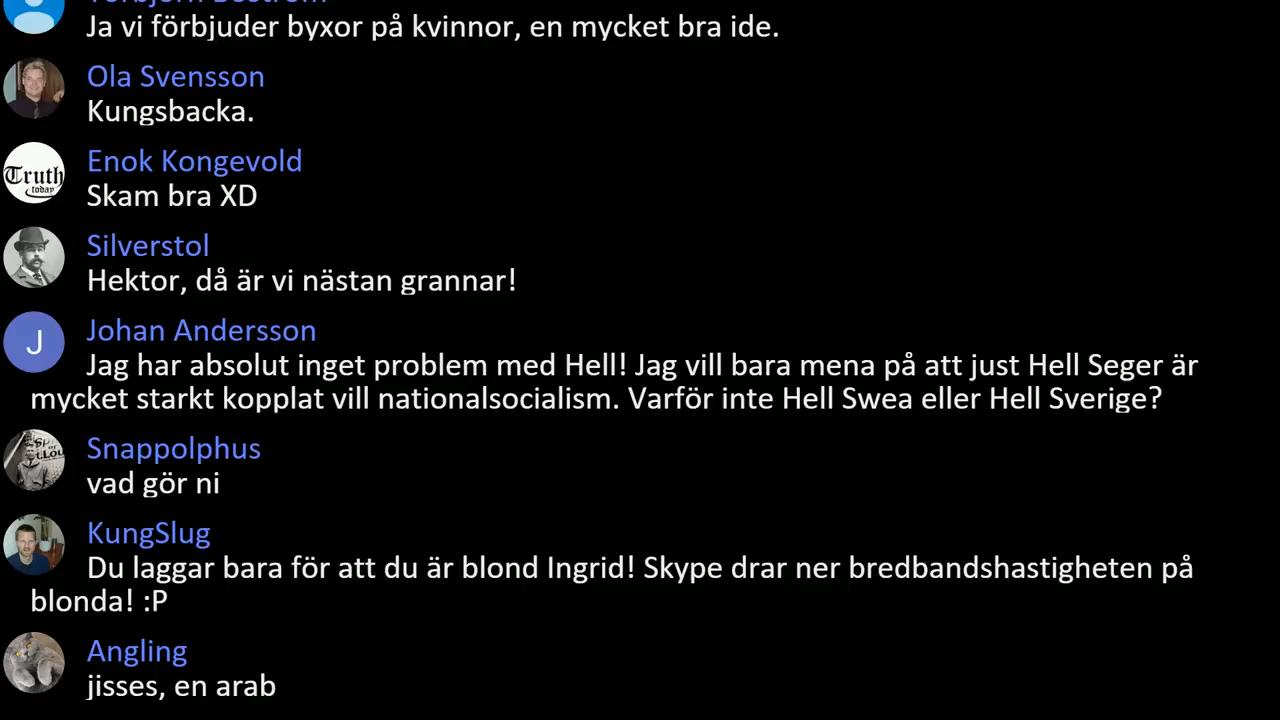 Ja vi förbjuder byxor på kvinnor, en mycket bra ide.
Ola Svensson
Kungsbacka.
Enok Kongevold
Truth
today
Skam bra XD
Silverstol
Hektor, då är vi nästan grannar!
J
Johan Andersson
Jag har absolut inget problem med Hell! Jag vill bara mena på att just Hell Seger är
mycket starkt kopplat vill nationalsocialism. Varför inte Hell Swea eller Hell Sverige?
Snappolphus
vad gör ni
KungSlug
Du laggar bara för att du är blond Ingrid! Skype drar ner bredbandshastigheten på
blonda! :P
Angling
jisses, en arab